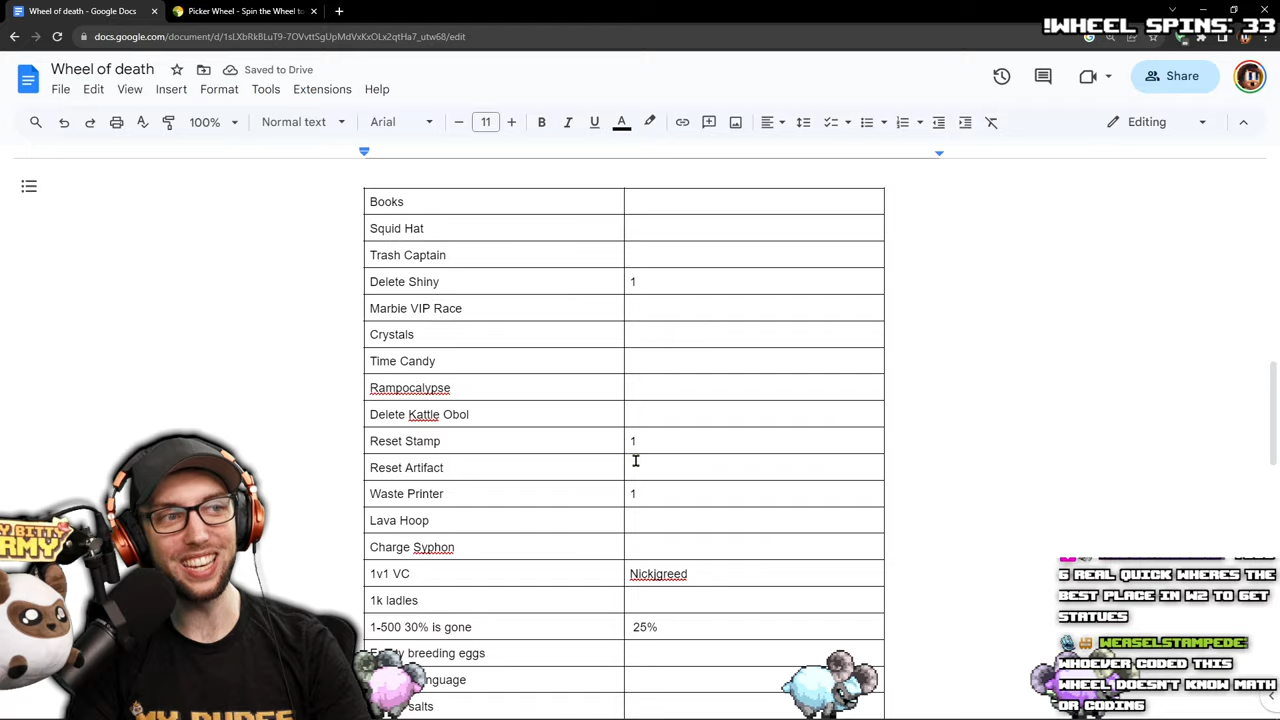 Wheel of death - Google Docs
Picker Wheel - Spin the Wheel to
!WHEEL SPINS: 33
docs.google.com/document/d/
Wheel of death
Saved to Drive
File Edit View Insert Format Tools Extensions Help
Share
100% Normal text Arial 11 Editing
Books
Squid Hat
Trash Captain
Delete Shiny 1
Marbie VIP Race
Crystals
Time Candy
Rampocalypse
Delete Kattle Obol
Reset Stamp 1
Reset Artifact
Waste Printer 1
Lava Hoop
Charge Syphon
1v1 VC Nickjgreed
1k ladles
1-500 30% is gone 25%
breeding eggs
salts
6 REAL QUICK WHERES THE
BEST PLACE IN W2 TO GET
STATUES
WEASELSTAMPEDE:
WHOEVER CODED THIS
WHEEL DOESN'T KNOW MATH
OR CODING
BITTY
MY DUDES